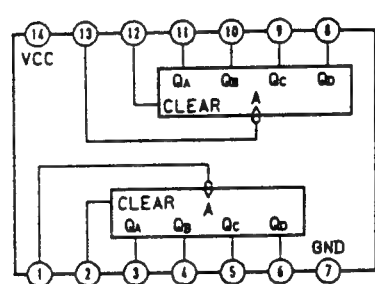 14 13 12 11 10 9 8
VCC
QA QB QC QD
CLEAR A
CLEAR
A
QA QB QC QD
GND
1 2 3 4 5 6 7